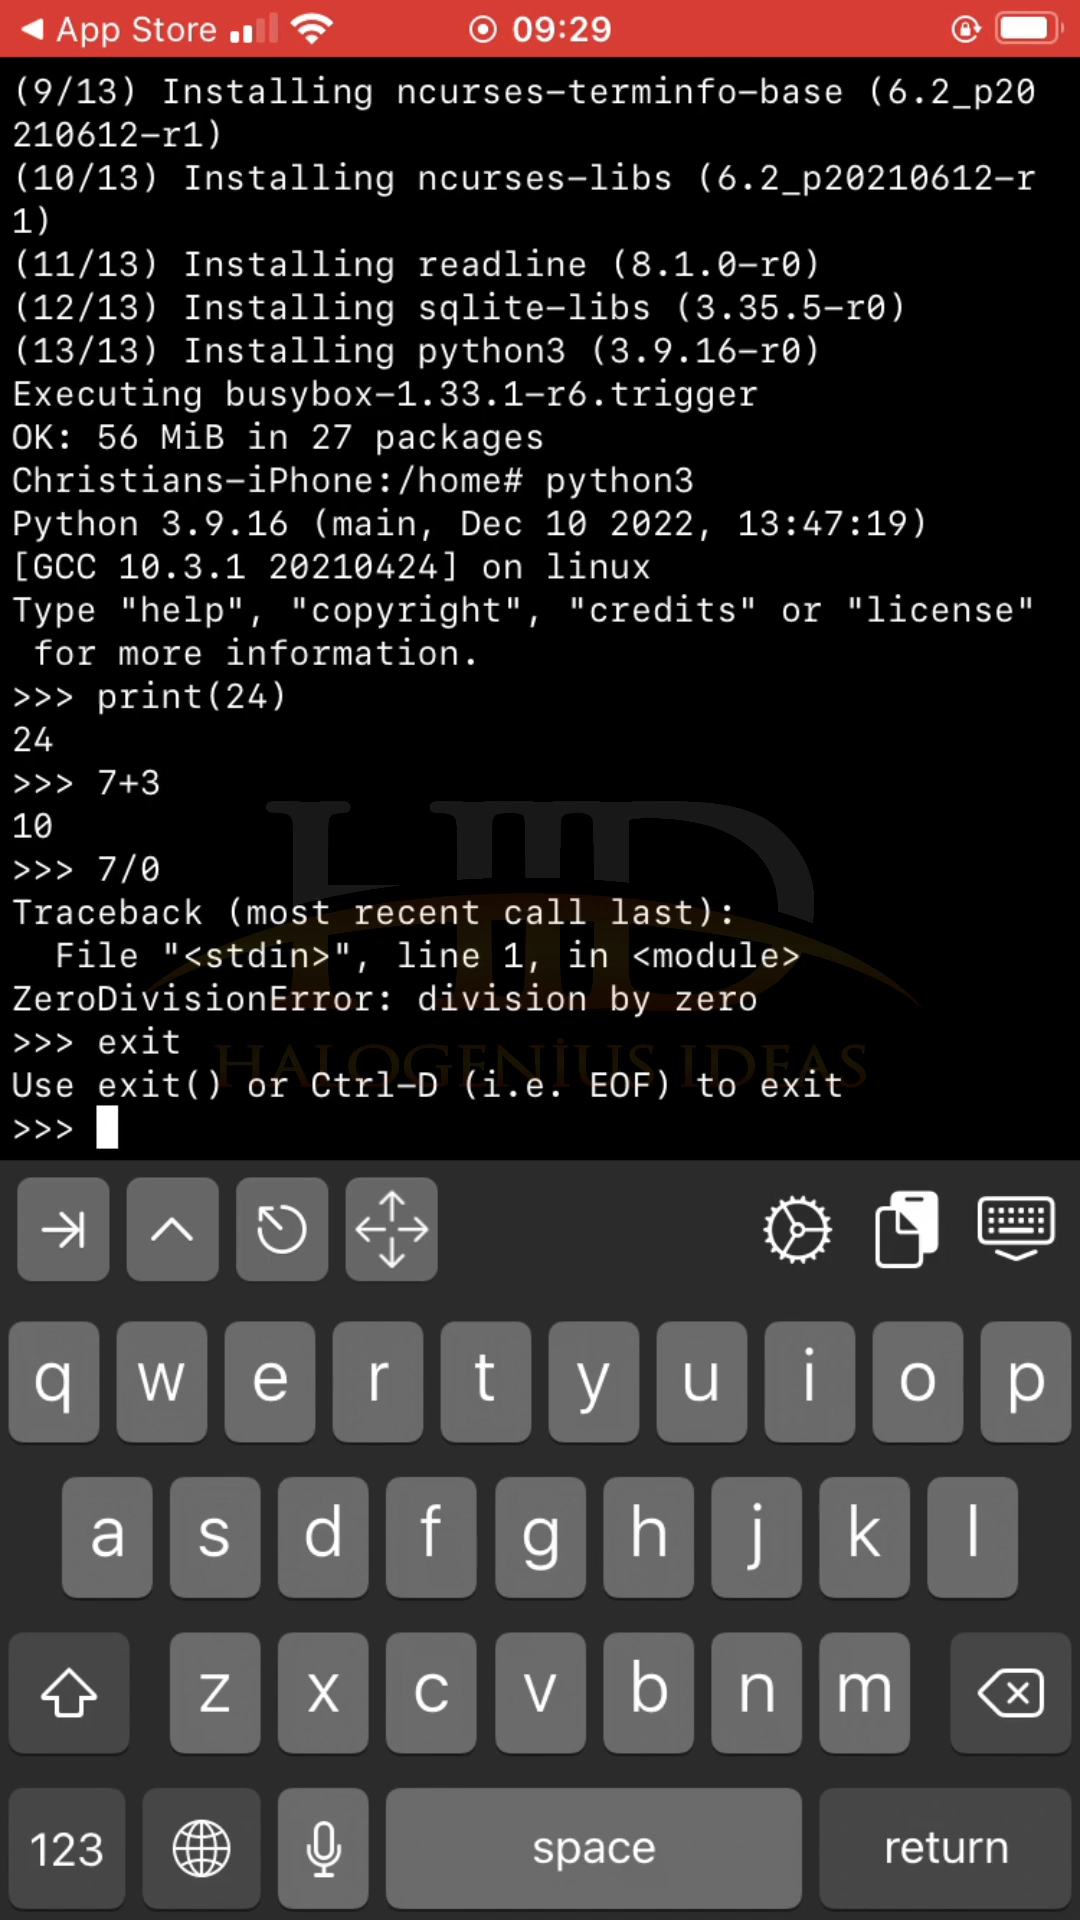 App Store 09:29
(9/13) Installing ncurses-terminfo-base (6.2_p20
210612-r1)
(10/13) Installing ncurses-libs (6.2_p20210612-r
1)
(11/13) Installing readline (8.1.0-r0)
(12/13) Installing sqlite-libs (3.35.5-r0)
(13/13) Installing python3 (3.9.16-r0)
Executing busybox-1.33.1-r6.trigger
OK: 56 MiB in 27 packages
Christians-iPhone:/home# python3
Python 3.9.16 (main, Dec 10 2022, 13:47:19)
[GCC 10.3.1 20210424] on linux
Type "help", "copyright", "credits" or "license"
 for more information.
>>> print(24)
24
>>> 7+3
10
>>> 7/0
Traceback (most recent call last):
  File "<stdin>", line 1, in <module>
ZeroDivisionError: division by zero
>>> exit
HALOGENİUS IDEAS
Use exit() or Ctrl-D (i.e. EOF) to exit
>>>
q w e r t y u i o p
a s d f g h j k l
z x c v b n m
123 space return